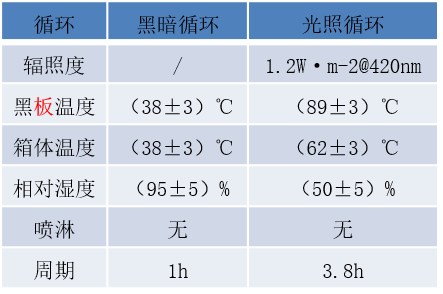 循环 黑暗循环 光照循环
辐照度 / 1.2W·m-2@420nm
黑板温度 (38±3)℃ (89±3)℃
箱体温度 (38±3)℃ (62±3)℃
相对湿度 (95±5)% (50±5)%
喷淋 无 无
周期 1h 3.8h